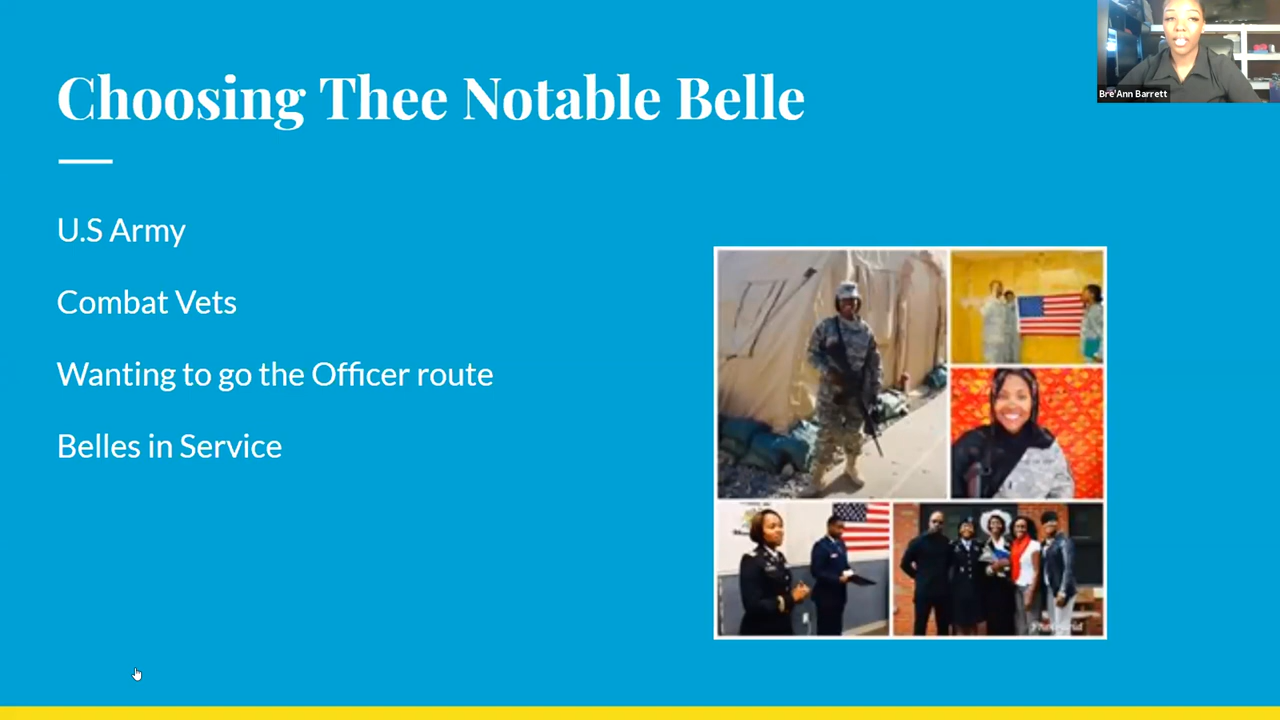 Choosing Thee Notable Belle
Bre'Ann Barrett
U.S Army
Combat Vets
Wanting to go the Officer route
Belles in Service